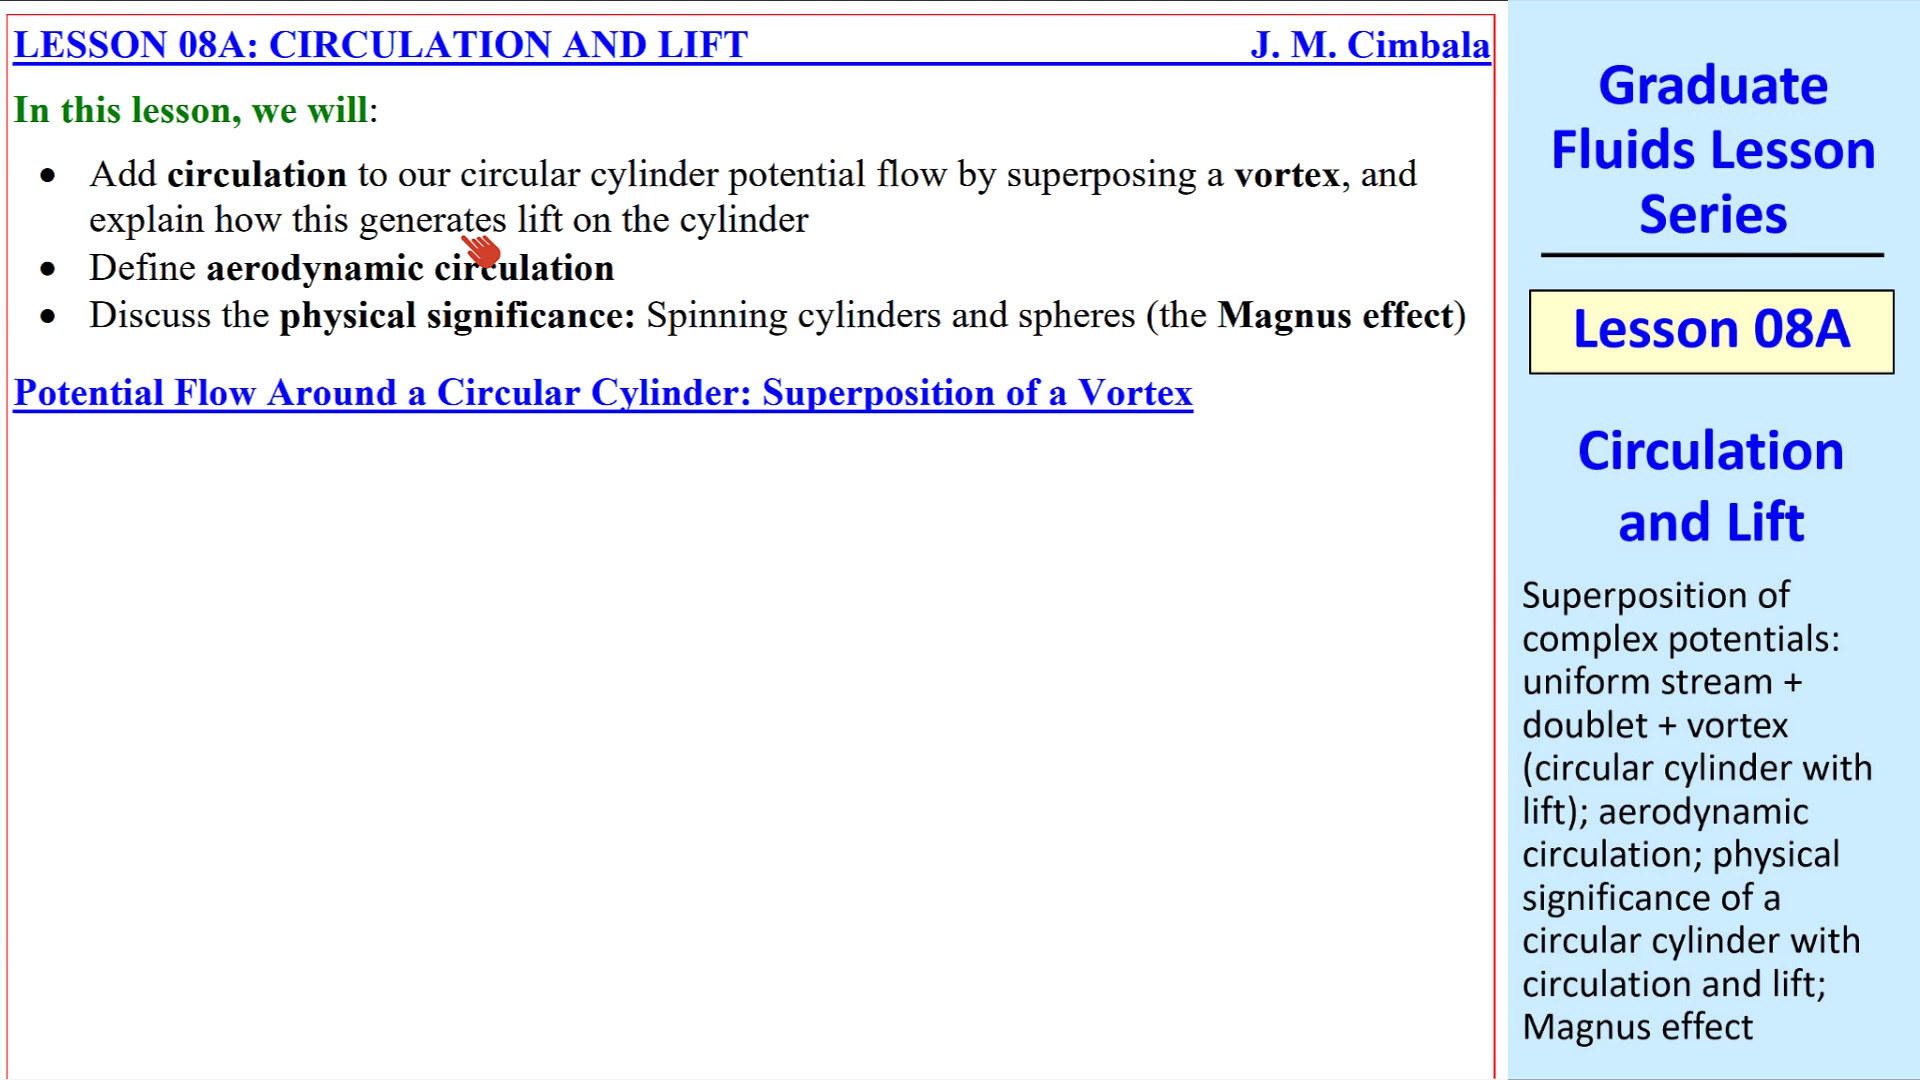 LESSON 08A: CIRCULATION AND LIFT J. M. Cimbala
In this lesson, we will:
• Add circulation to our circular cylinder potential flow by superposing a vortex, and
explain how this generates lift on the cylinder
• Define aerodynamic circulation
• Discuss the physical significance: Spinning cylinders and spheres (the Magnus effect)
Potential Flow Around a Circular Cylinder: Superposition of a Vortex
Graduate
Fluids Lesson
Series
Lesson 08A
Circulation
and Lift
Superposition of
complex potentials:
uniform stream +
doublet + vortex
(circular cylinder with
lift); aerodynamic
circulation; physical
significance of a
circular cylinder with
circulation and lift;
Magnus effect